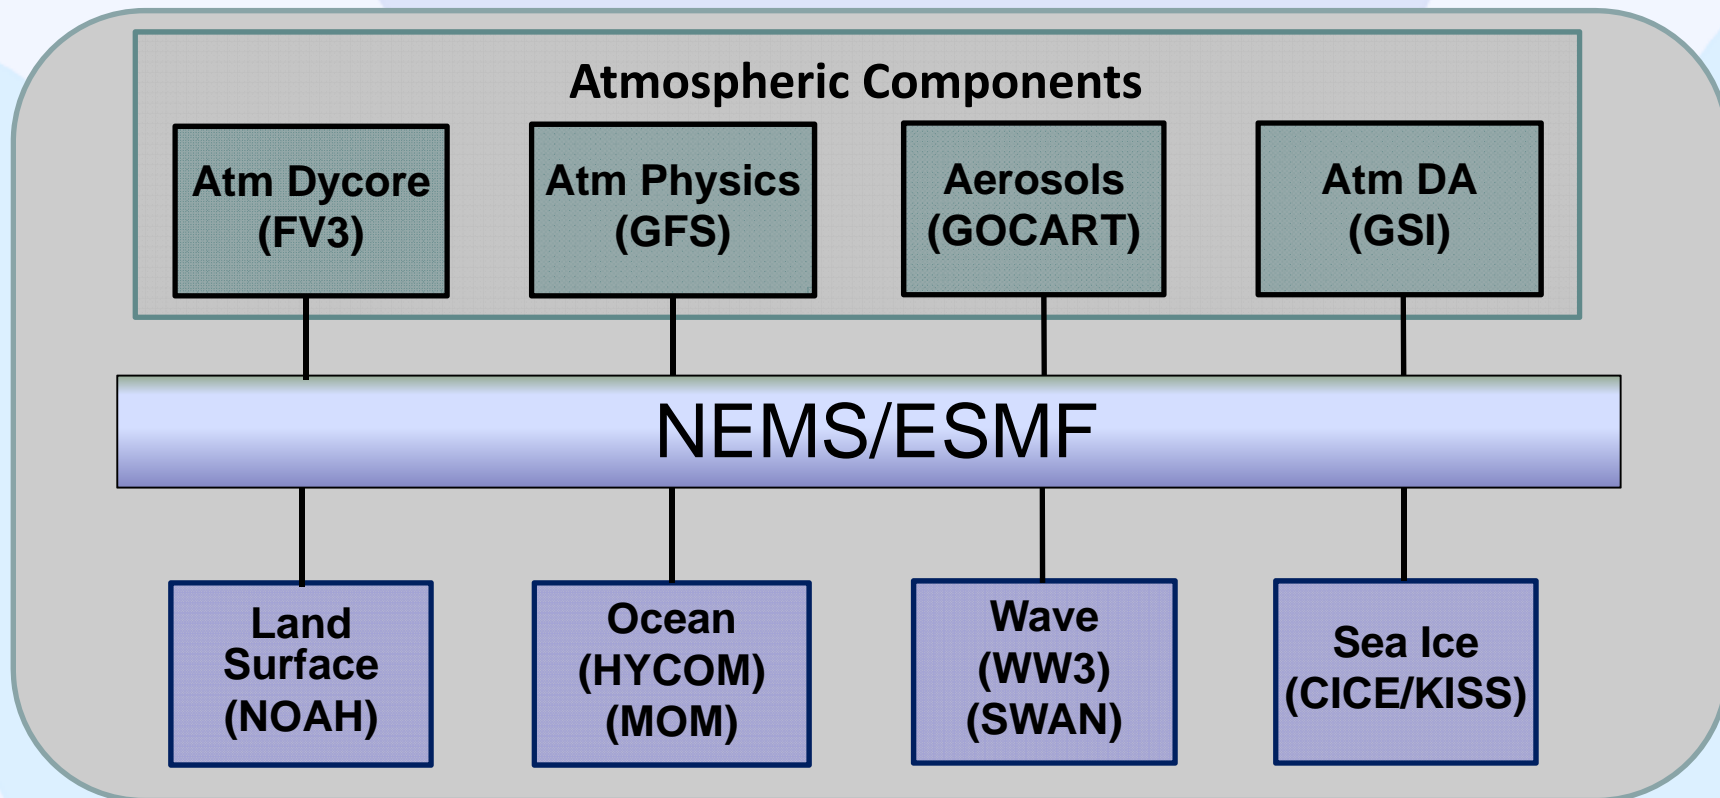 Atmospheric Components
Atm Dycore
(FV3)
Atm Physics
(GFS)
Aerosols
(GOCART)
Atm DA
(GSI)
NEMS/ESMF
Land
Surface
(NOAH)
Ocean
(HYCOM)
(MOM)
Wave
(WW3)
(SWAN)
Sea Ice
(CICE/KISS)